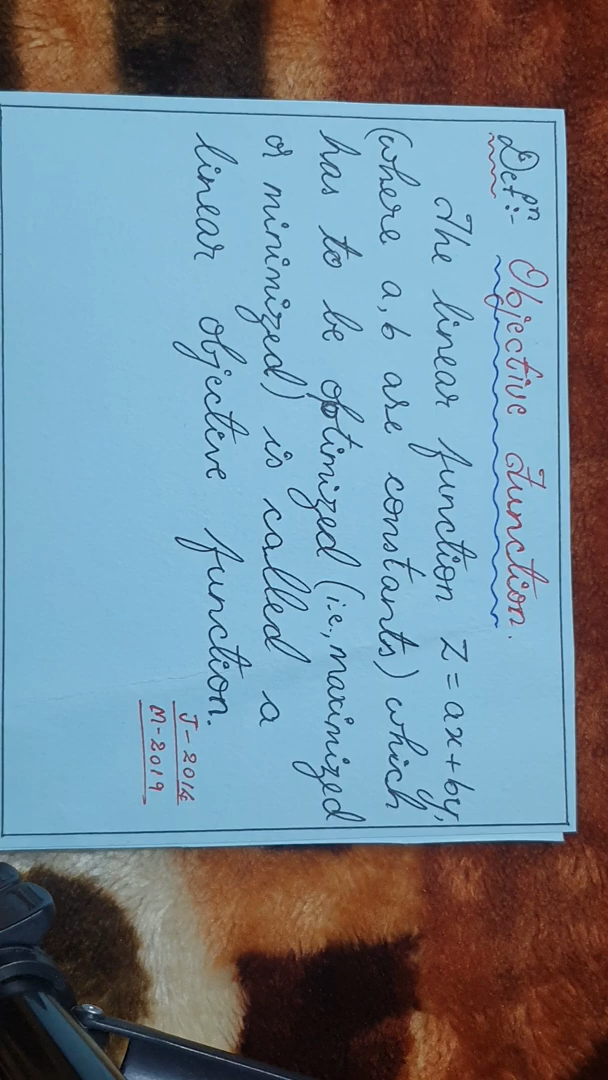 Defⁿ:- Objective Function.
The linear function Z = ax + by,
(where a, b are constants) which
has to be optimized (i.e., maximized
or minimized) is called a
linear objective function.
J - 2014
M - 2019